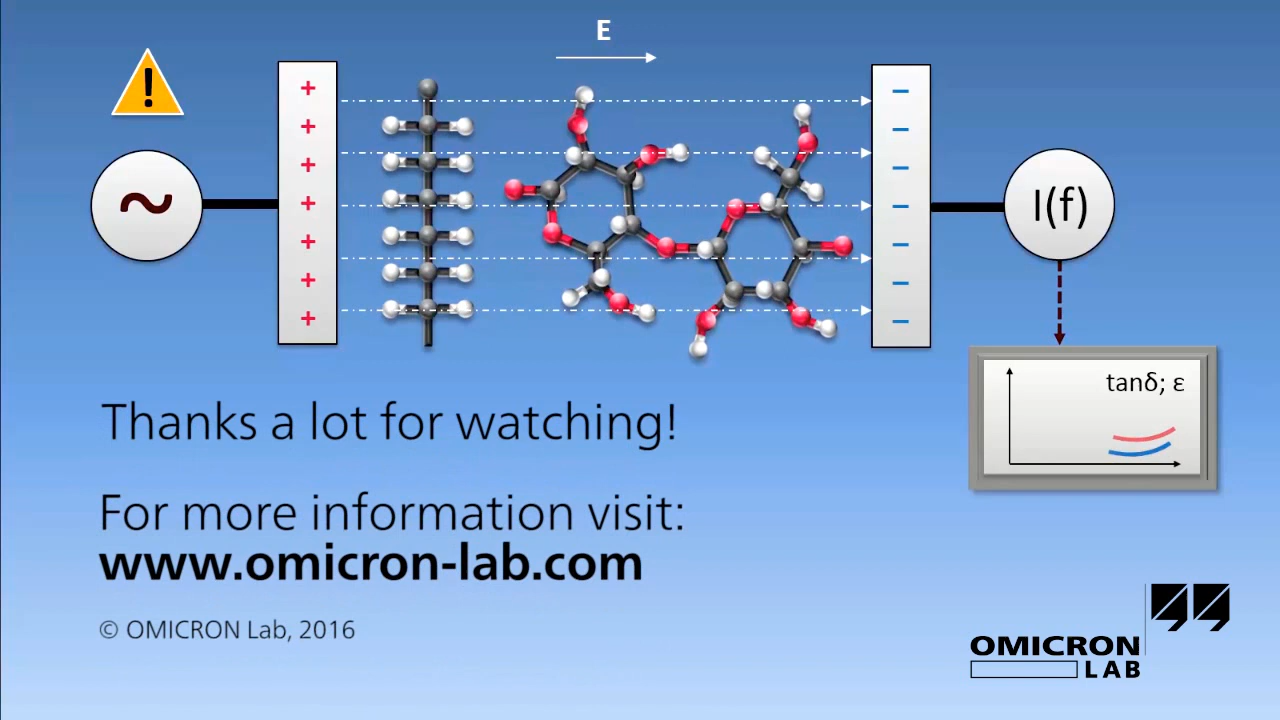 E
!
+
+
+
+
+
+
+
~
−
−
−
−
−
−
−
I(f)
tanδ; ε
Thanks a lot for watching!
For more information visit:
www.omicron-lab.com
© OMICRON Lab, 2016
OMICRON
LAB